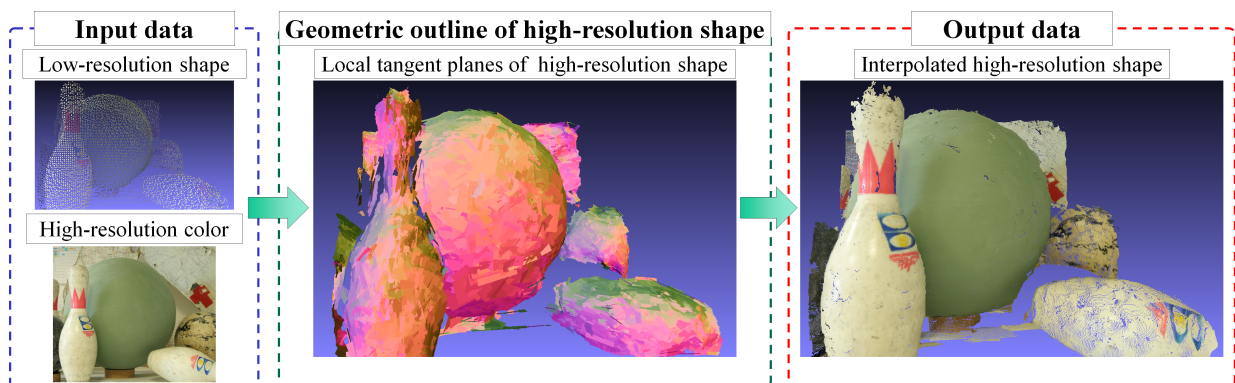 Input data
Low-resolution shape
High-resolution color
Geometric outline of high-resolution shape
Local tangent planes of high-resolution shape
Output data
Interpolated high-resolution shape